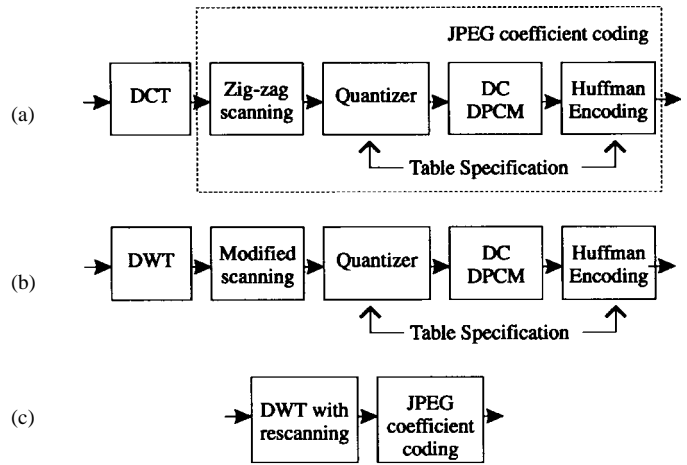 JPEG coefficient coding
(a)
DCT
Zig-zag
scanning
Quantizer
DC
DPCM
Huffman
Encoding
Table Specification
(b)
DWT
Modified
scanning
Quantizer
DC
DPCM
Huffman
Encoding
Table Specification
(c)
DWT with
rescanning
JPEG
coefficient
coding